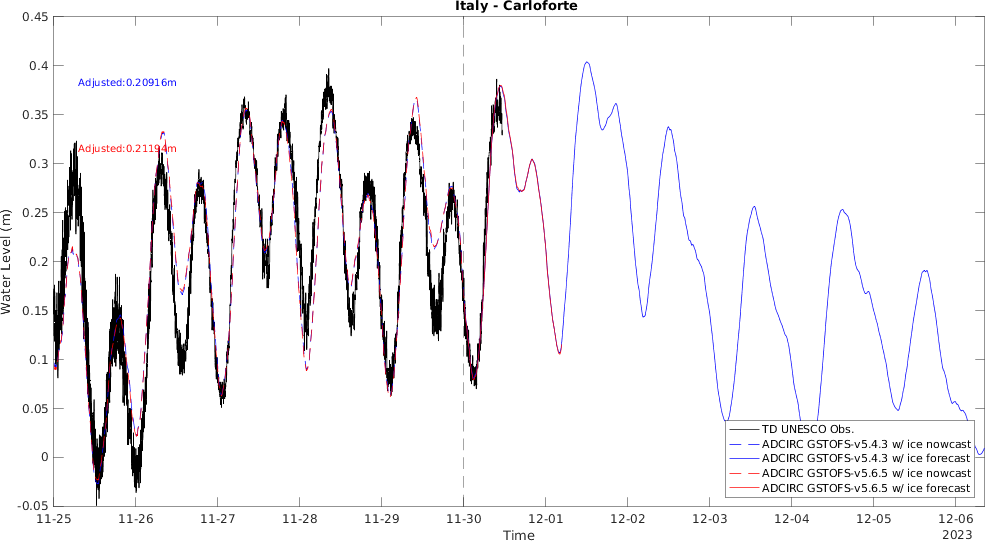 Italy - Carloforte
0.45
0.4
0.35
0.3
0.25
0.2
0.15
0.1
0.05
0
-0.05
Water Level (m)
Adjusted:0.20916m
Adjusted:0.21194m
TD UNESCO Obs.
ADCIRC GSTOFS-v5.4.3 w/ ice nowcast
ADCIRC GSTOFS-v5.4.3 w/ ice forecast
ADCIRC GSTOFS-v5.6.5 w/ ice nowcast
ADCIRC GSTOFS-v5.6.5 w/ ice forecast
11-25 11-26 11-27 11-28 11-29 11-30 12-01 12-02 12-03 12-04 12-05 12-06
Time
2023